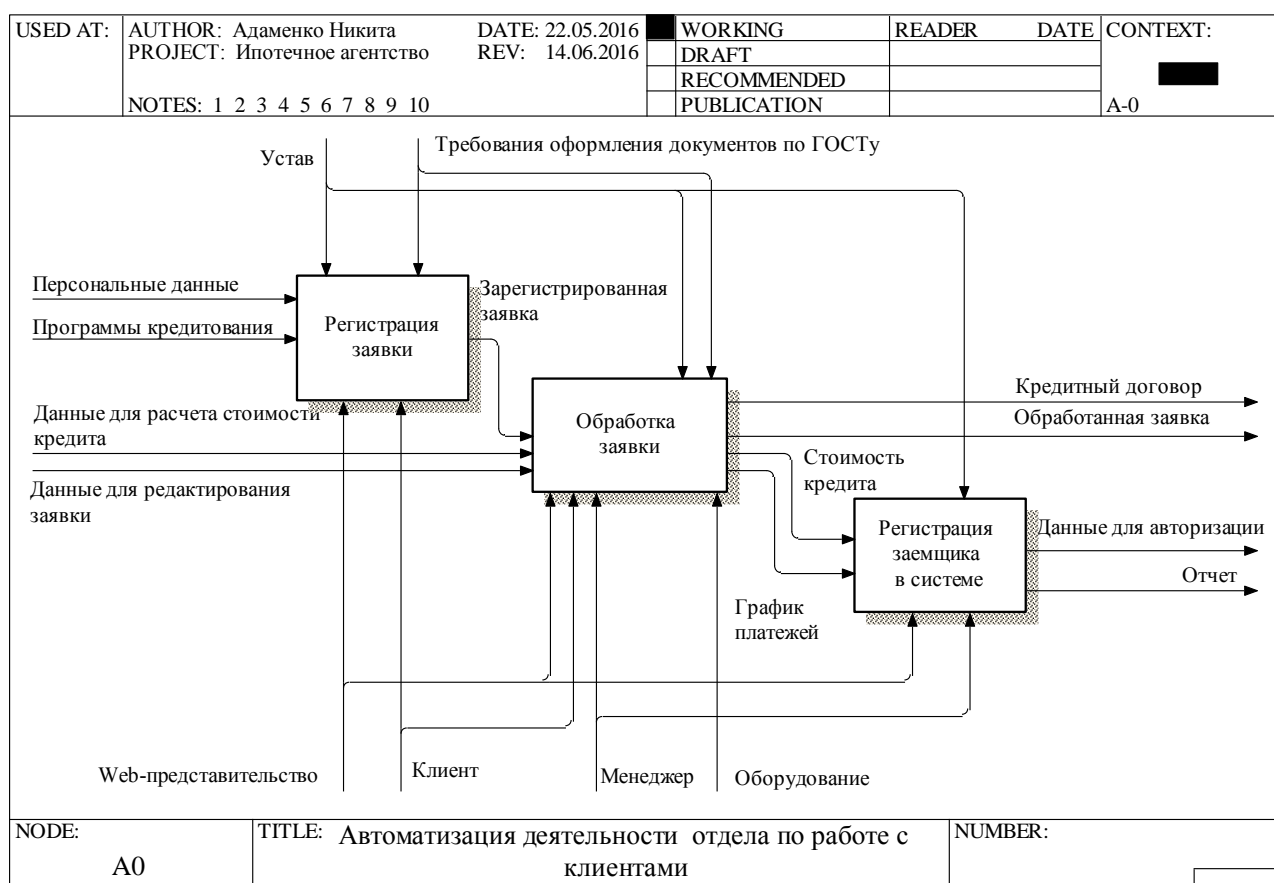 USED AT:
AUTHOR: Адаменко Никита
DATE: 22.05.2016
PROJECT: Ипотечное агентство
REV: 14.06.2016
NOTES: 1 2 3 4 5 6 7 8 9 10
WORKING
DRAFT
RECOMMENDED
PUBLICATION
READER
DATE
CONTEXT:
A-0
Устав
Требования оформления документов по ГОСТу
Персональные данные
Программы кредитования
Регистрация
заявки
Зарегистрированная
заявка
Данные для расчета стоимости
кредита
Данные для редактирования
заявки
Обработка
заявки
Кредитный договор
Обработанная заявка
Стоимость
кредита
Регистрация
заемщика
в системе
Данные для авторизации
Отчет
График
платежей
Web-представительство
Клиент
Менеджер
Оборудование
NODE:
A0
TITLE:
Автоматизация деятельности отдела по работе с
клиентами
NUMBER: